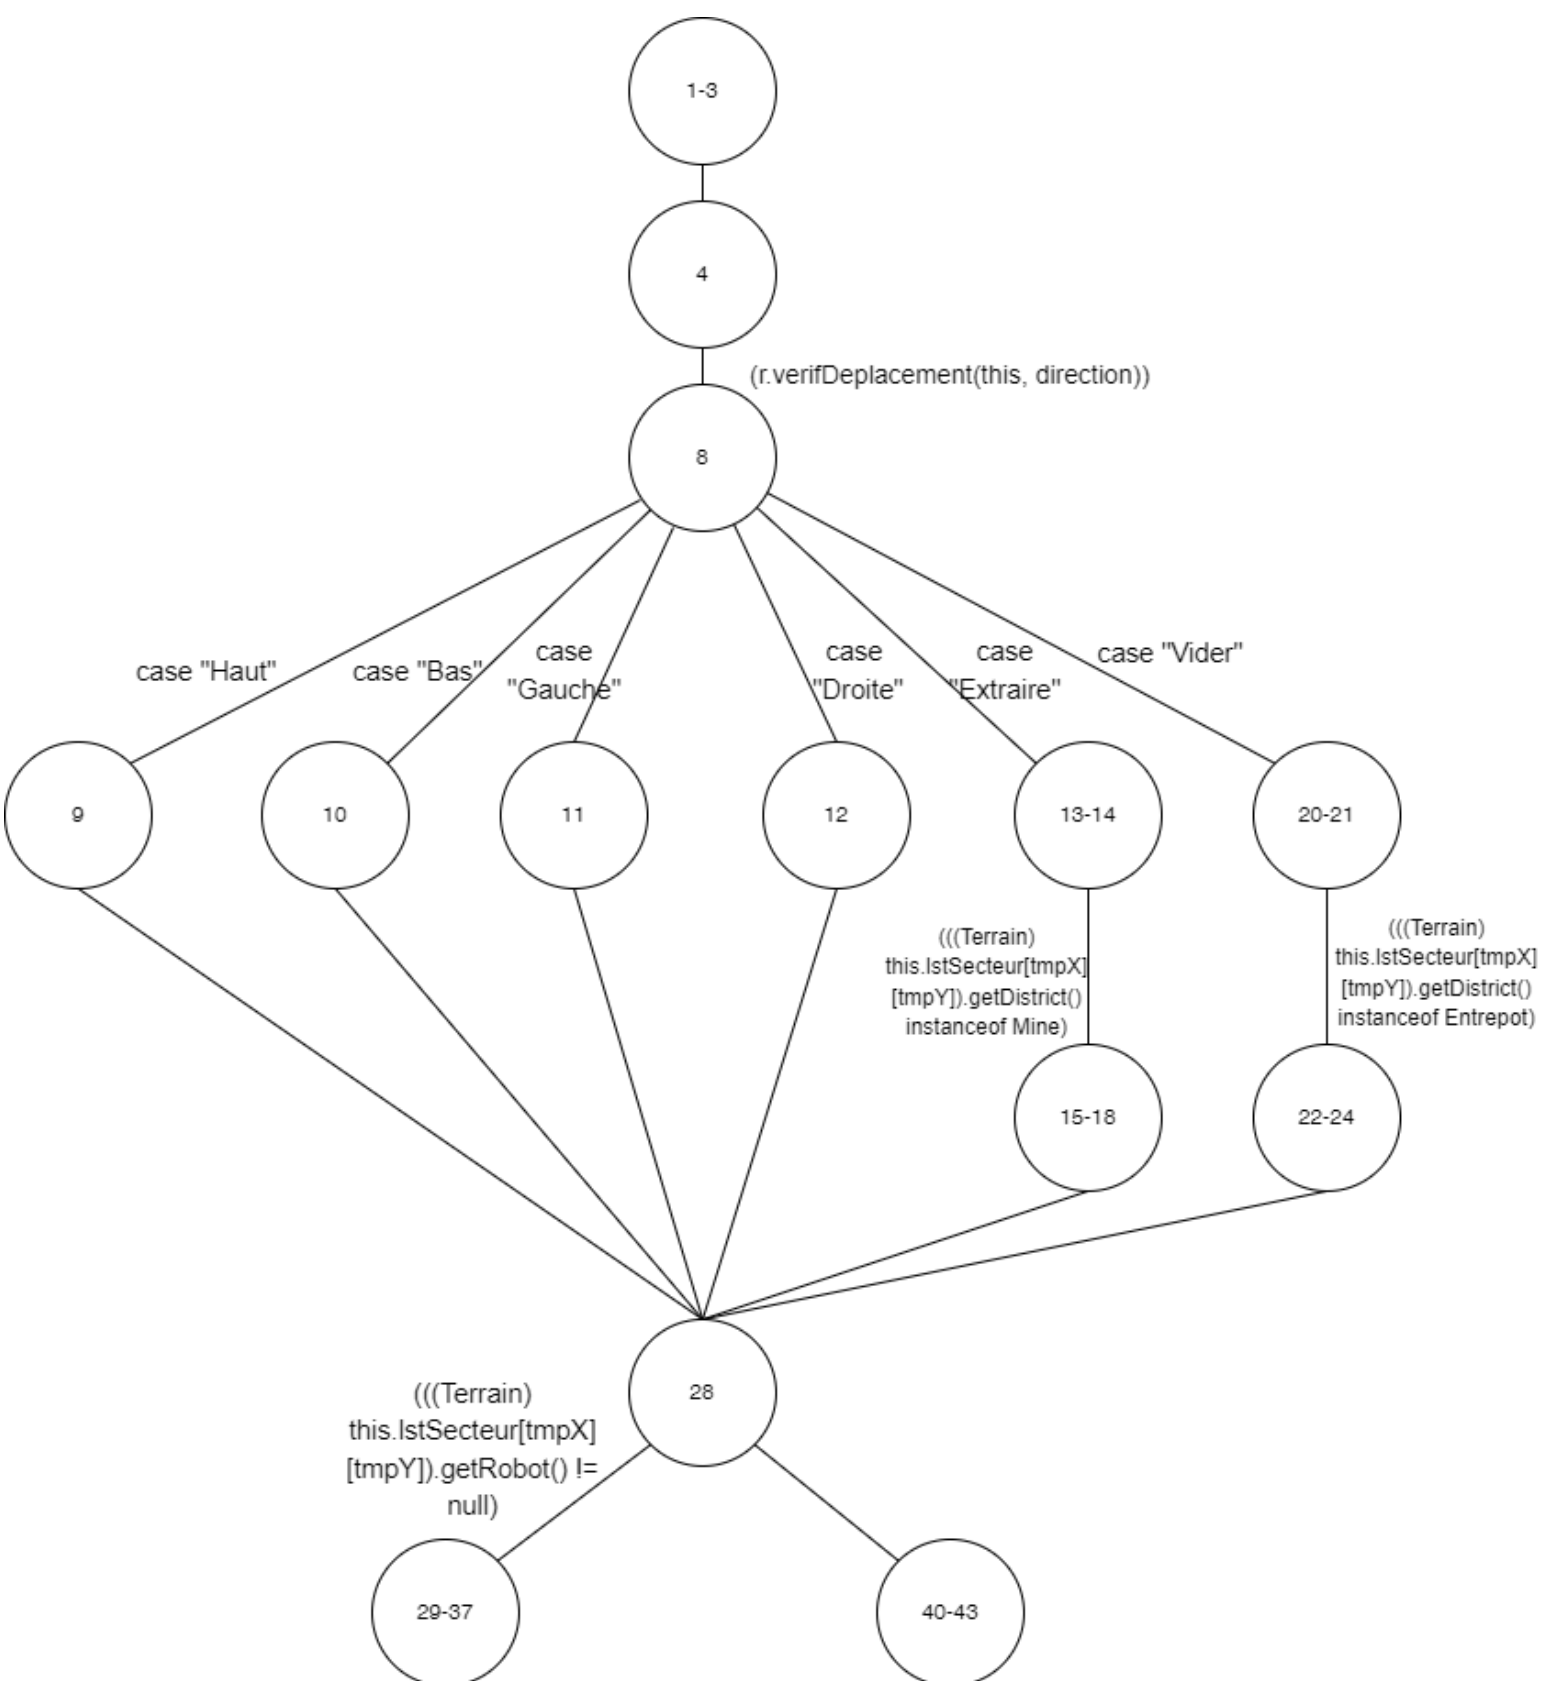 1-3
4
(r.verifDeplacement(this, direction))
8
case "Haut"
case "Bas"
case
"Gauche"
case
"Droite"
case
"Extraire"
case "Vider"
9
10
11
12
13-14
20-21
(((Terrain)
this.lstSecteur[tmpX]
[tmpY]).getDistrict()
instanceof Mine)
(((Terrain)
this.lstSecteur[tmpX]
[tmpY]).getDistrict()
instanceof Entrepot)
15-18
22-24
28
(((Terrain)
this.lstSecteur[tmpX]
[tmpY]).getRobot() !=
null)
29-37
40-43